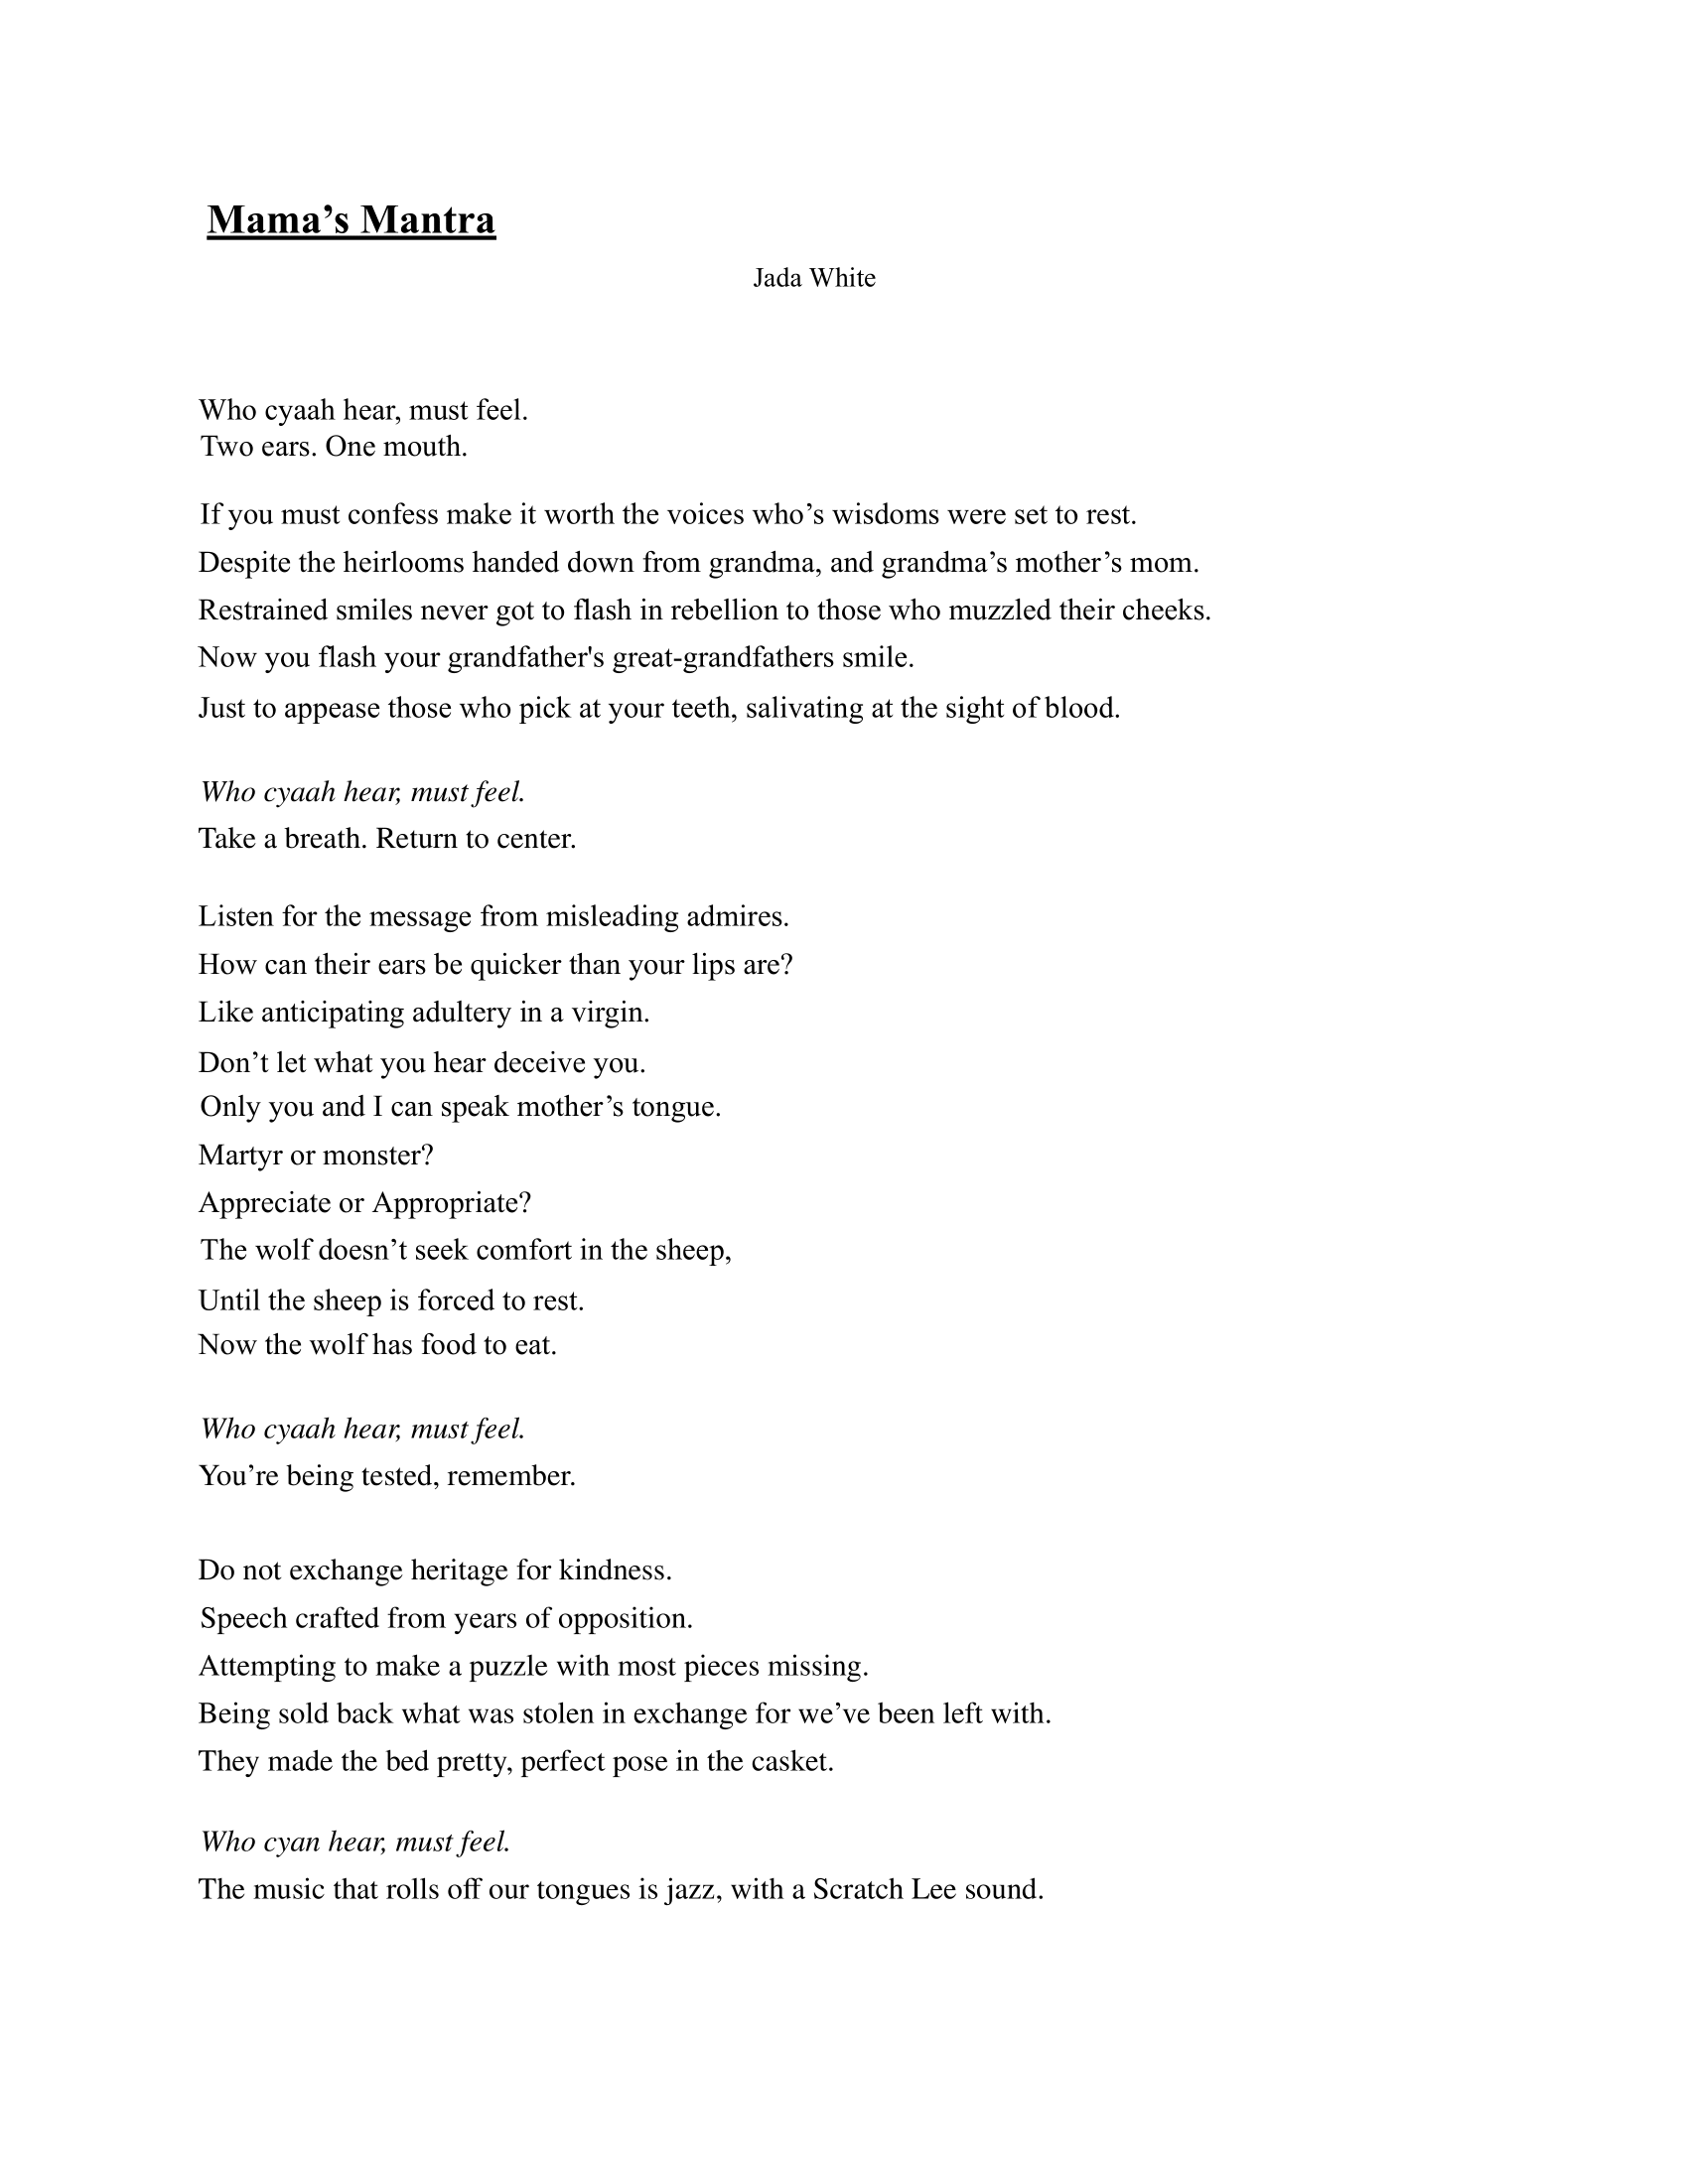 Mama’s Mantra
Jada White
Who cyaah hear, must feel.
Two ears. One mouth.
If you must confess make it worth the voices who’s wisdoms were set to rest.
Despite the heirlooms handed down from grandma, and grandma’s mother’s mom.
Restrained smiles never got to flash in rebellion to those who muzzled their cheeks.
Now you flash your grandfather's great-grandfathers smile.
Just to appease those who pick at your teeth, salivating at the sight of blood.
Who cyaah hear, must feel.
Take a breath. Return to center.
Listen for the message from misleading admires.
How can their ears be quicker than your lips are?
Like anticipating adultery in a virgin.
Don’t let what you hear deceive you.
Only you and I can speak mother’s tongue.
Martyr or monster?
Appreciate or Appropriate?
The wolf doesn’t seek comfort in the sheep,
Until the sheep is forced to rest.
Now the wolf has food to eat.
Who cyaah hear, must feel.
You’re being tested, remember.
Do not exchange heritage for kindness.
Speech crafted from years of opposition.
Attempting to make a puzzle with most pieces missing.
Being sold back what was stolen in exchange for we’ve been left with.
They made the bed pretty, perfect pose in the casket.
Who cyan hear, must feel.
The music that rolls off our tongues is jazz, with a Scratch Lee sound.